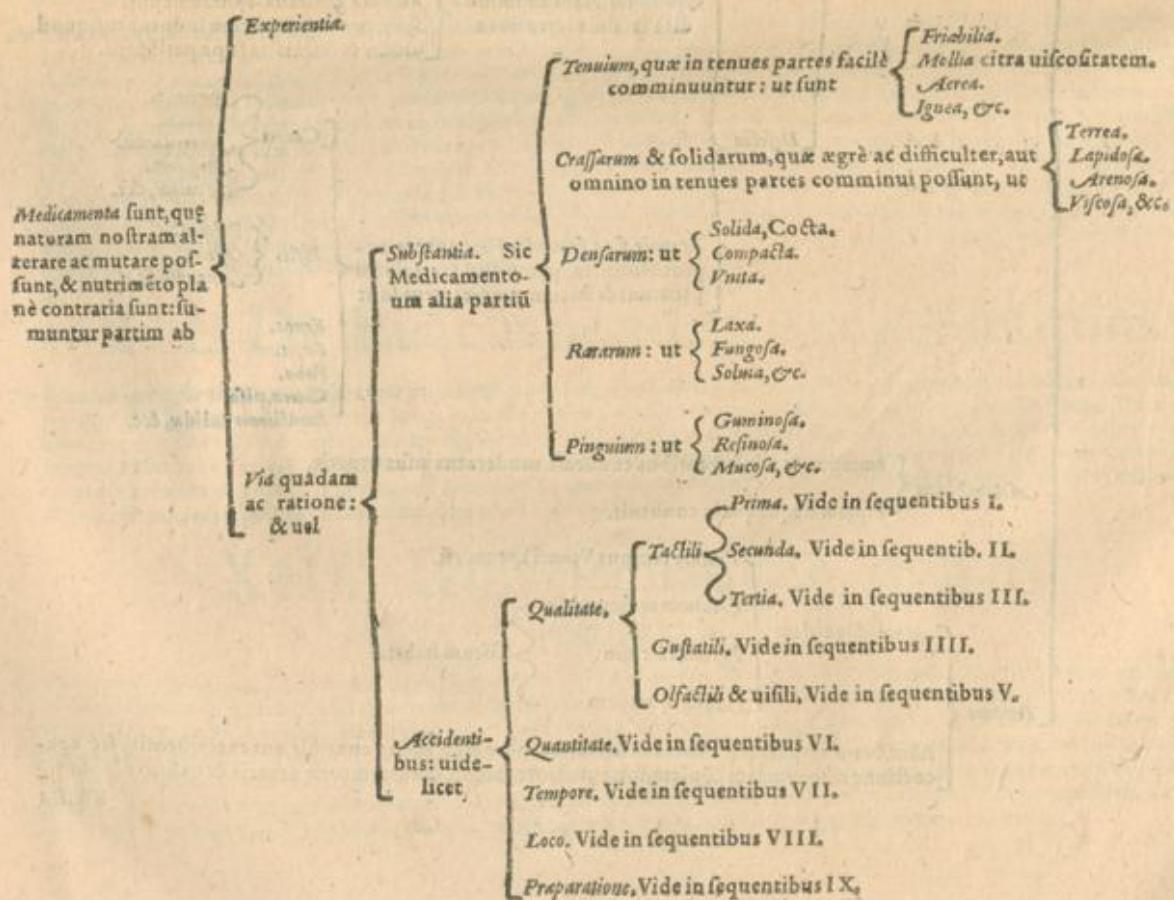 Experientia.
Medicamenta sunt, quę
naturam nostram al-
terare ac mutare pos-
sunt, & nutrimẽto pla
nè contraria sunt: su-
muntur partim ab
Via quadam
ac ratione:
& uel
Substantia. Sic
Medicamento-
rum alia partiũ
Tenuium, quæ in tenues partes facilè
comminuuntur: ut sunt
Friabilia.
Mollia citra uiscositatem.
Aerea.
Ignea, &c.
Crassarum & solidarum, quæ ægrè ac difficulter, aut
omnino in tenues partes comminui possunt, ut
Terrea.
Lapidosa.
Arenosa.
Viscosa, &c.
Densarum: ut
Solida, Cocta.
Compacta.
Vnita.
Rararum: ut
Laxa.
Fungosa.
Soluta, &c.
Pinguium: ut
Guminosa.
Resinosa.
Mucosa, &c.
Accidenti-
bus: uide-
licet
Qualitate.
Tactili
Prima. Vide in sequentibus I.
Secunda. Vide in sequentib. II.
Tertia. Vide in sequentibus III.
Gustatili. Vide in sequentibus IIII.
Olfactili & uisili, Vide in sequentibus V.
Quantitate. Vide in sequentibus VI.
Tempore. Vide in sequentibus VII.
Loco. Vide in sequentibus VIII.
Præparatione. Vide in sequentibus IX.